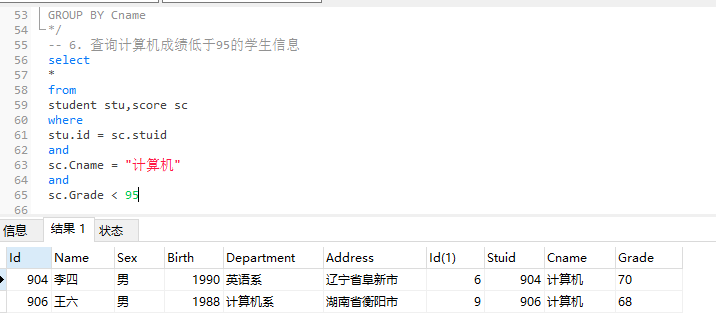 53 GROUP BY Cname
54 */
55 -- 6. 查询计算机成绩低于95的学生信息
56 select
57 *
58 from
59 student stu,score sc
60 where
61 stu.id = sc.stuid
62 and
63 sc.Cname = "计算机"
64 and
65 sc.Grade < 95
66
信息 结果 1 状态
Id Name Sex Birth Department Address Id(1) Stuid Cname Grade
904 李四 男 1990 英语系 辽宁省阜新市 6 904 计算机 70
906 王六 男 1988 计算机系 湖南省衡阳市 9 906 计算机 68